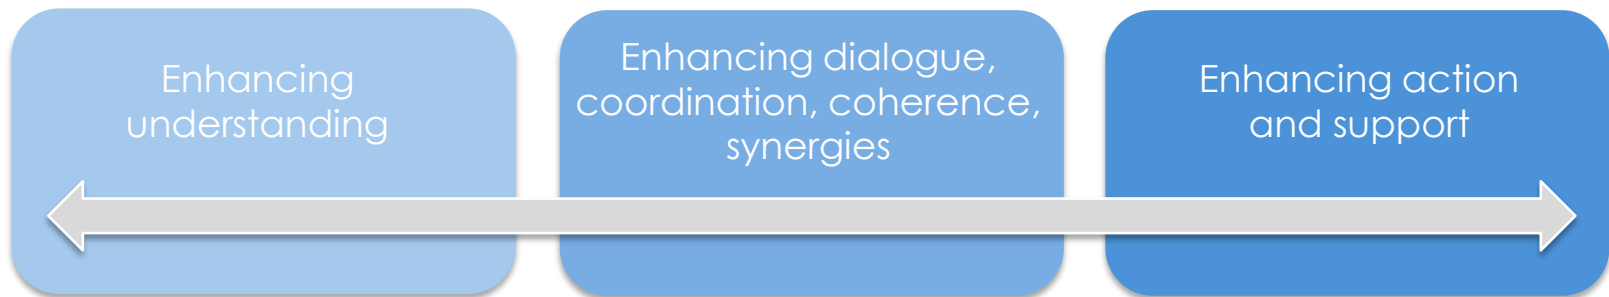 Enhancing
understanding
Enhancing dialogue,
coordination, coherence,
synergies
Enhancing action
and support